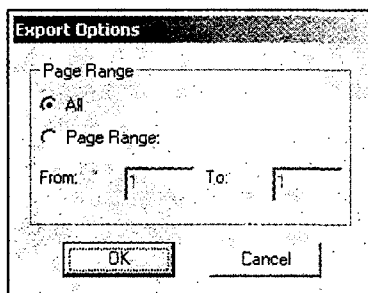 Export Options
Page Range
All
Page Range:
From: 1 To: 1
OK Cancel